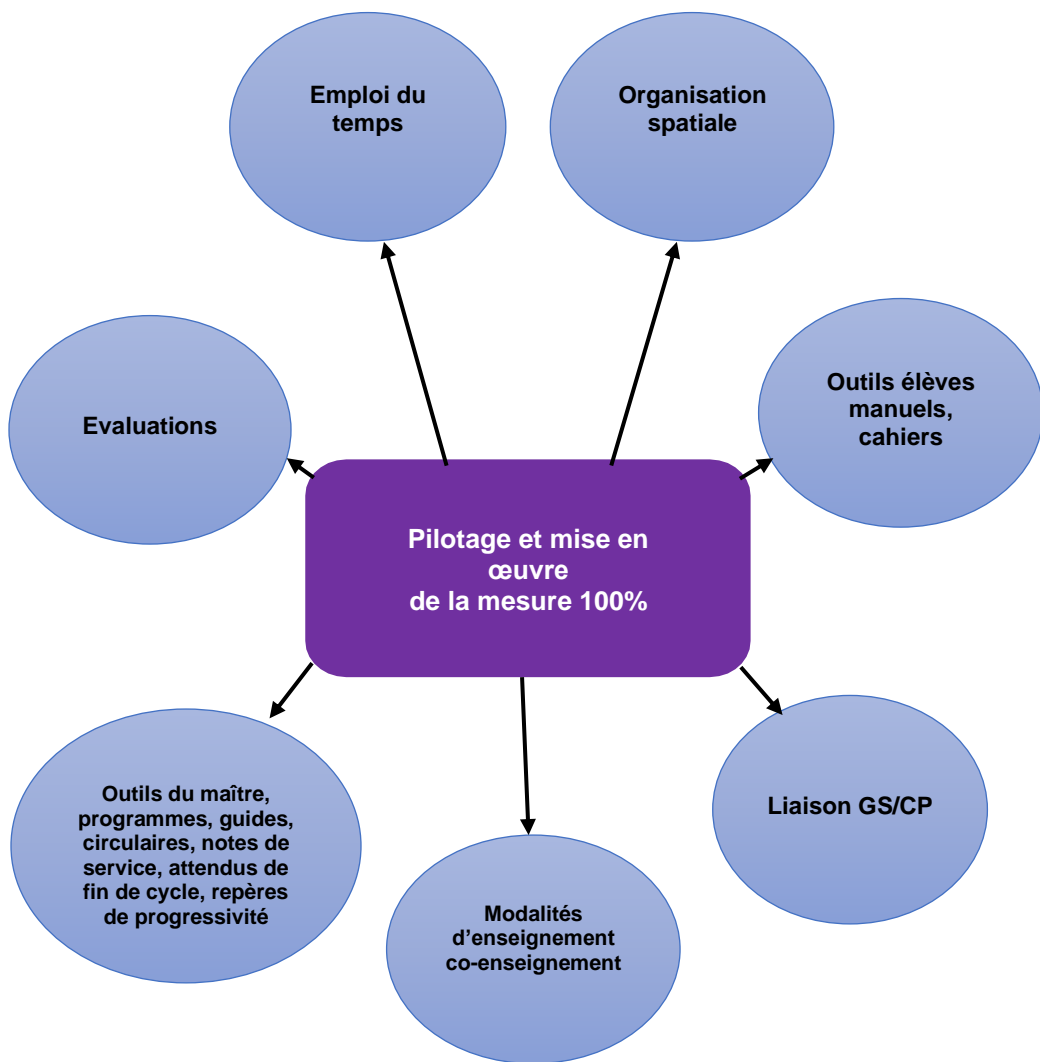 Emploi du
temps
Organisation
spatiale
Evaluations
Outils élèves
manuels,
cahiers
Pilotage et mise en
œuvre
de la mesure 100%
Outils du maître,
programmes, guides,
circulaires, notes de
service, attendus de
fin de cycle, repères
de progressivité
Modalités
d’enseignement
co-enseignement
Liaison GS/CP